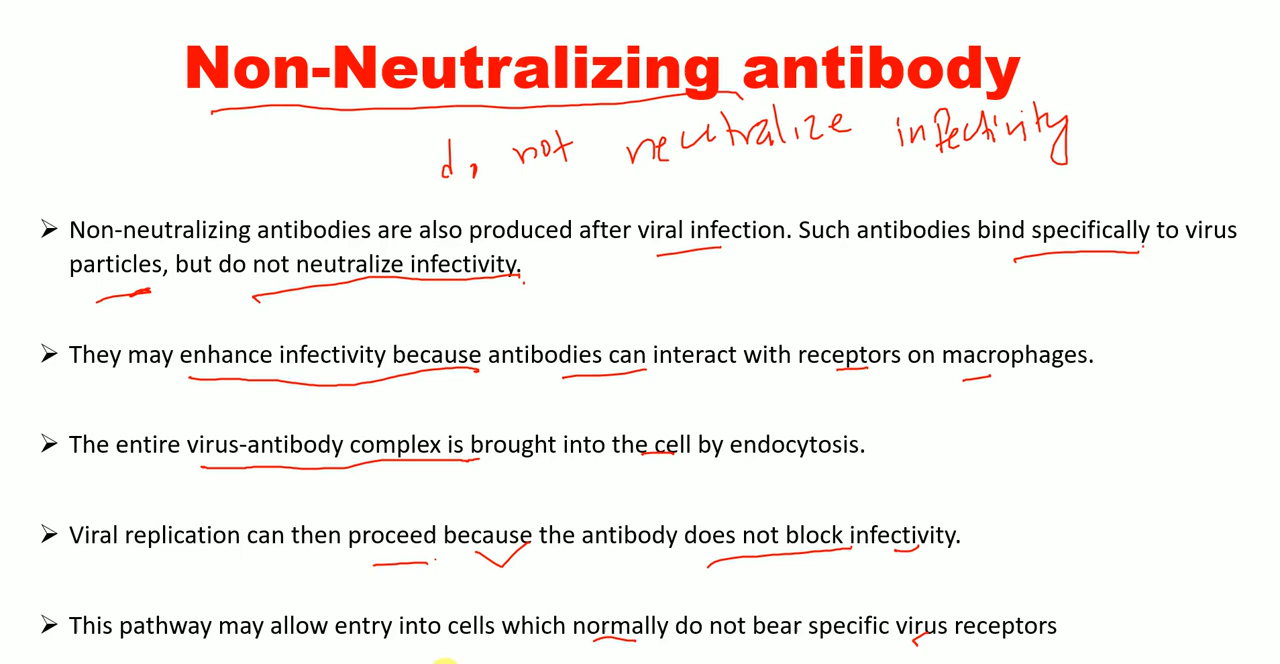 Non-Neutralizing antibody
d, not neutralize infectivity
➢ Non-neutralizing antibodies are also produced after viral infection. Such antibodies bind specifically to virus
particles, but do not neutralize infectivity.
➢ They may enhance infectivity because antibodies can interact with receptors on macrophages.
➢ The entire virus-antibody complex is brought into the cell by endocytosis.
➢ Viral replication can then proceed because the antibody does not block infectivity.
➢ This pathway may allow entry into cells which normally do not bear specific virus receptors